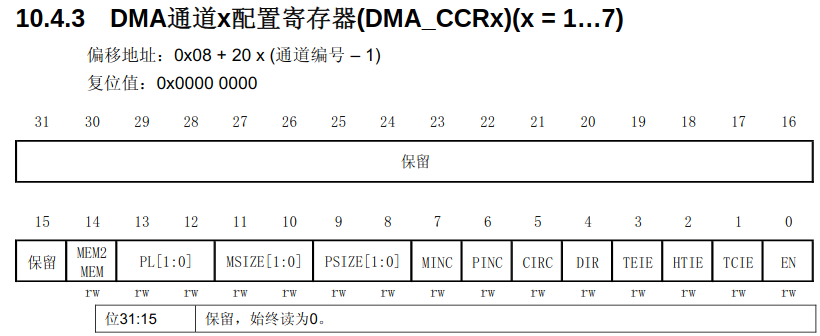 10.4.3 DMA通道x配置寄存器(DMA_CCRx)(x = 1…7)
偏移地址：0x08 + 20 x (通道编号 – 1)
复位值：0x0000 0000
31 30 29 28 27 26 25 24 23 22 21 20 19 18 17 16
保留
15 14 13 12 11 10 9 8 7 6 5 4 3 2 1 0
保留 MEM2 MEM PL[1:0] MSIZE[1:0] PSIZE[1:0] MINC PINC CIRC DIR TEIE HTIE TCIE EN
rw rw rw rw rw rw rw rw rw rw rw rw rw rw rw
位31:15 保留，始终读为0。